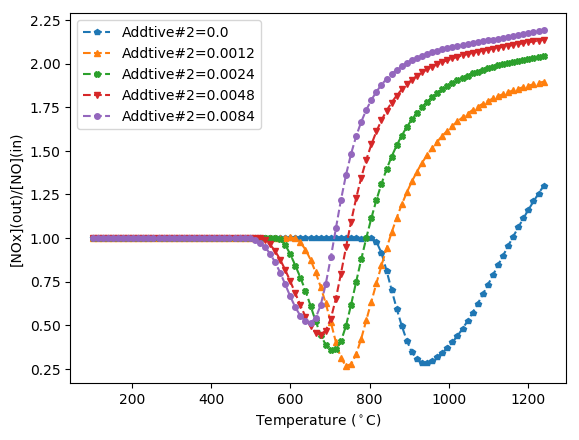 Addtive#2=0.0
Addtive#2=0.0012
Addtive#2=0.0024
Addtive#2=0.0048
Addtive#2=0.0084
[NOx](out)/[NO](in)
2.25
2.00
1.75
1.50
1.25
1.00
0.75
0.50
0.25
200 400 600 800 1000 1200
Temperature (°C)